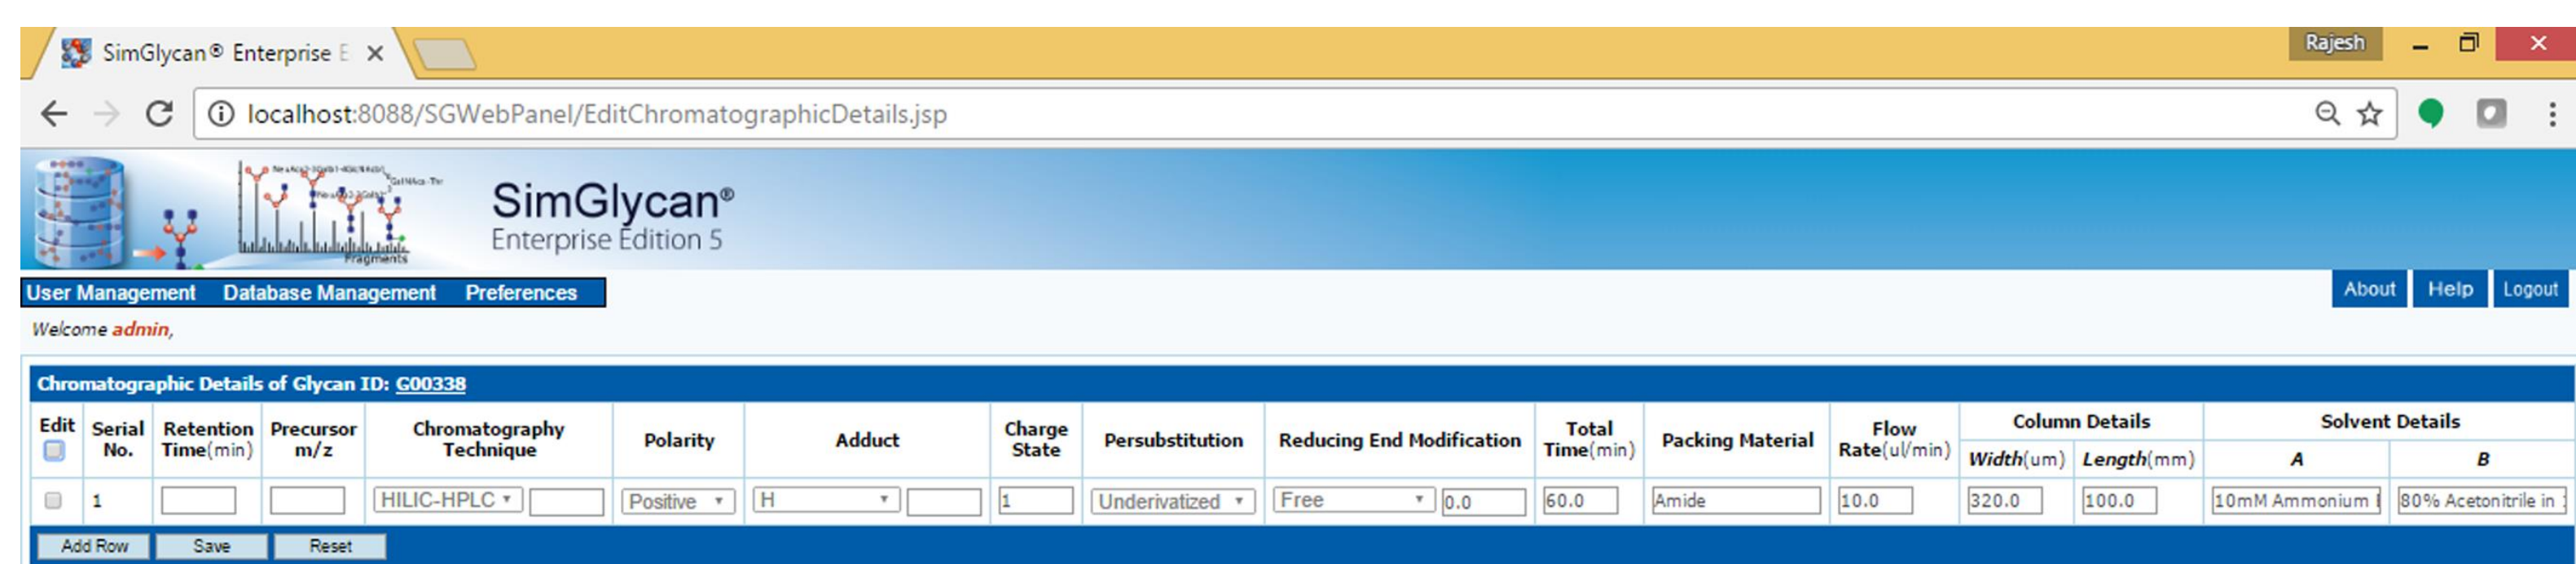 SimGlycan® Enterprise E
Rajesh
localhost:8088/SGWebPanel/EditChromatographicDetails.jsp
SimGlycan®
Enterprise Edition 5
Fragments
User Management Database Management Preferences
About Help Logout
Welcome admin,
Chromatographic Details of Glycan ID: G00338
Edit Serial No. Retention Time(min) Precursor m/z Chromatography Technique Polarity Adduct Charge State Persubstitution Reducing End Modification Total Time(min) Packing Material Flow Rate(ul/min) Column Details Solvent Details
Width(um) Length(mm) A B
1 HILIC-HPLC Positive H 1 Underivatized Free 0.0 60.0 Amide 10.0 320.0 100.0 10mM Ammonium 80% Acetonitrile in
Add Row Save Reset